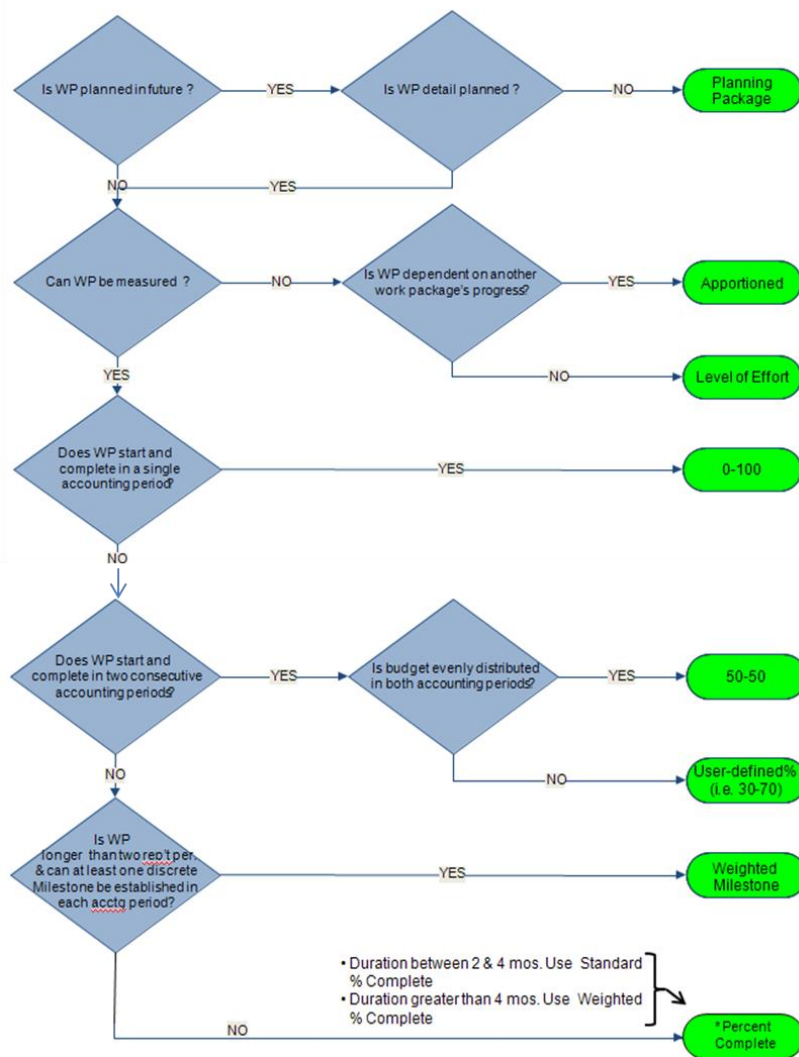 Is WP planned in future ?
YES
Is WP detail planned ?
NO
Planning
Package
NO
YES
Can WP be measured ?
NO
Is WP dependent on another
work package's progress?
YES
Apportioned
NO
Level of Effort
YES
Does WP start and
complete in a single
accounting period?
YES
0-100
NO
Does WP start and
complete in two consecutive
accounting periods?
YES
Is budget evenly distributed
in both accounting periods?
YES
50-50
NO
User-defined%
(i.e. 30-70)
NO
Is WP
longer than two rep't per.
& can at least one discrete
Milestone be established in
each acctg period?
YES
Weighted
Milestone
• Duration between 2 & 4 mos. Use Standard
% Complete
• Duration greater than 4 mos. Use Weighted
% Complete
NO
*Percent
Complete